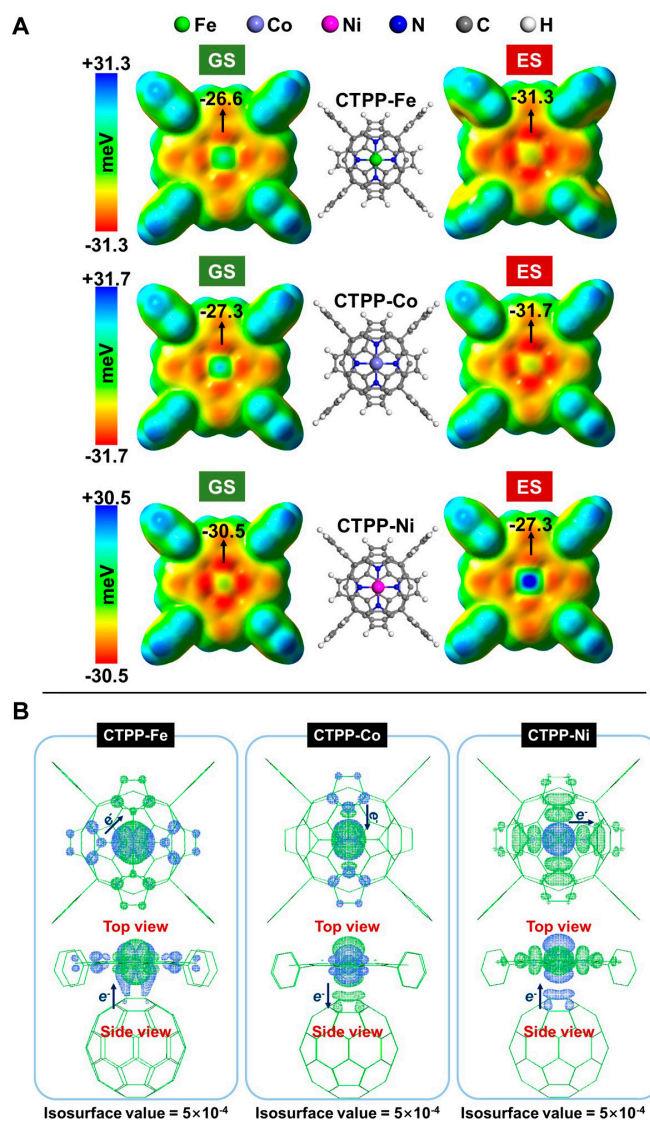 A
Fe Co Ni N C H
+31.3
meV
-31.3
GS
-26.6
CTPP-Fe
ES
-31.3
+31.7
meV
-31.7
GS
-27.3
CTPP-Co
ES
-31.7
+30.5
meV
-30.5
GS
-30.5
CTPP-Ni
ES
-27.3
B
CTPP-Fe
e-
Top view
e-
Side view
Isosurface value = 5×10-4
CTPP-Co
e-
Top view
e-
Side view
Isosurface value = 5×10-4
CTPP-Ni
e-
Top view
e-
Side view
Isosurface value = 5×10-4